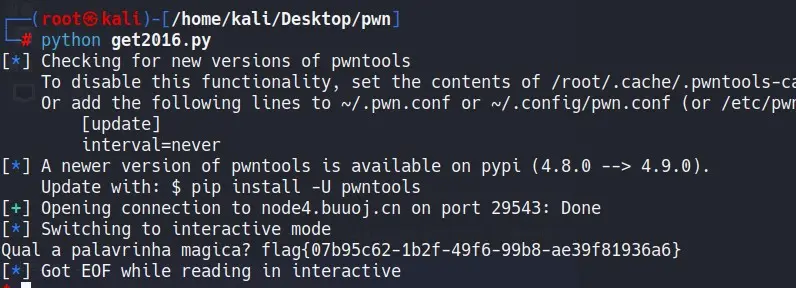 (root㉿kali)-[/home/kali/Desktop/pwn]
# python get2016.py
[*] Checking for new versions of pwntools
To disable this functionality, set the contents of /root/.cache/.pwntools-ca
Or add the following lines to ~/.pwn.conf or ~/.config/pwn.conf (or /etc/pwn
[update]
interval=never
[*] A newer version of pwntools is available on pypi (4.8.0 --> 4.9.0).
Update with: $ pip install -U pwntools
[+] Opening connection to node4.buuoj.cn on port 29543: Done
[*] Switching to interactive mode
Qual a palavrinha magica? flag{07b95c62-1b2f-49f6-99b8-ae39f81936a6}
[*] Got EOF while reading in interactive